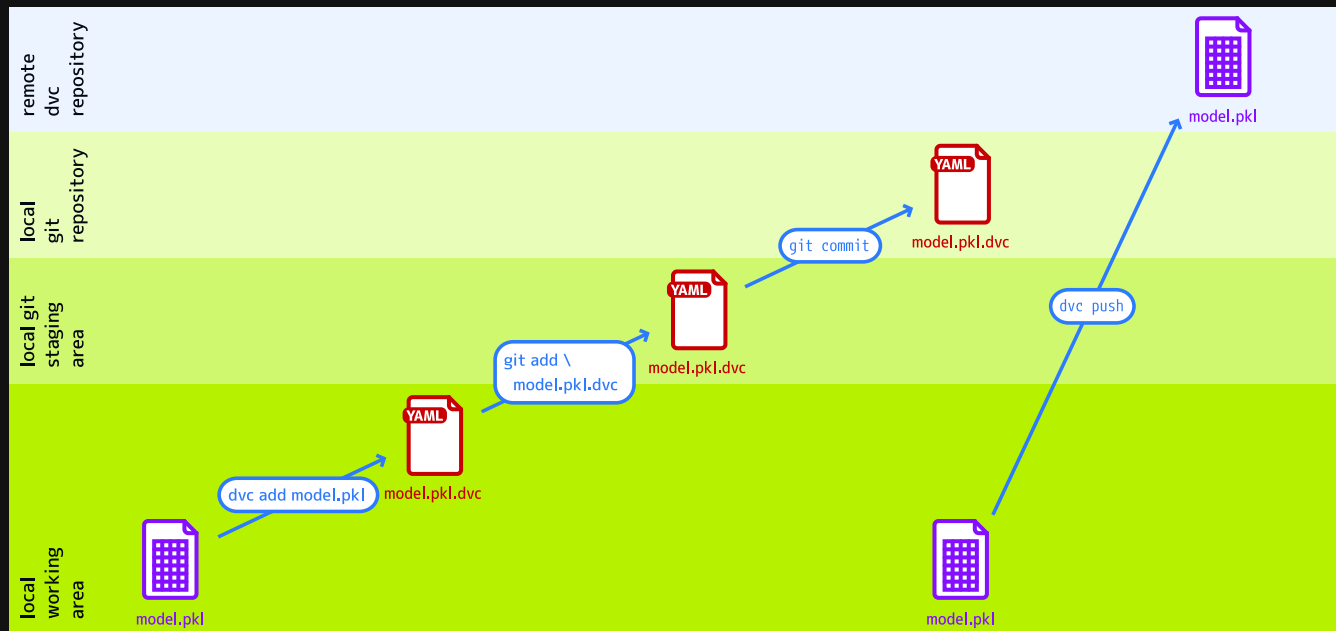 remote
dvc
repository
model.pkl
local
git
repository
YAML
model.pkl.dvc
git commit
local git
staging
area
YAML
model.pkl.dvc
dvc push
git add \
model.pkl.dvc
YAML
model.pkl.dvc
dvc add model.pkl
local
working
area
model.pkl
model.pkl